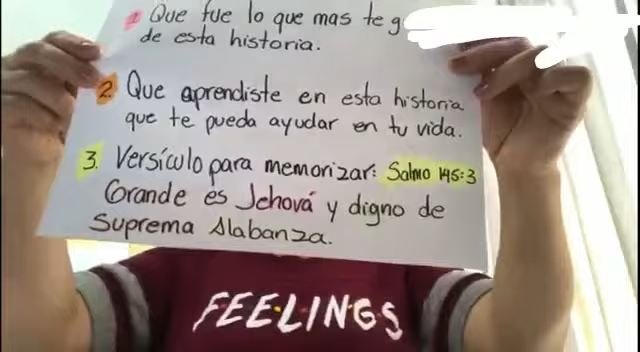 1. Que fue lo que mas te g
de esta historia.
2. Que aprendiste en esta historia
que te pueda ayudar en tu vida.
3. Versículo para memorizar: Salmo 145:3
Grande es Jehová y digno de
Suprema Alabanza.
FEELINGS